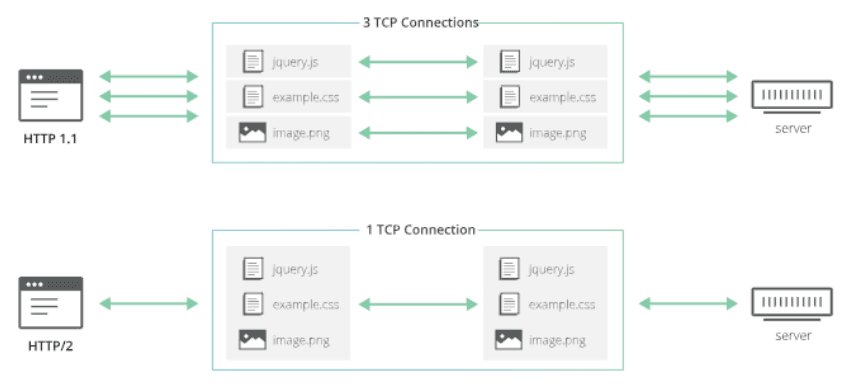 3 TCP Connections
jquery.js
jquery.js
example.css
example.css
image.png
image.png
HTTP 1.1
server
1 TCP Connection
jquery.js
jquery.js
example.css
example.css
image.png
image.png
HTTP/2
server